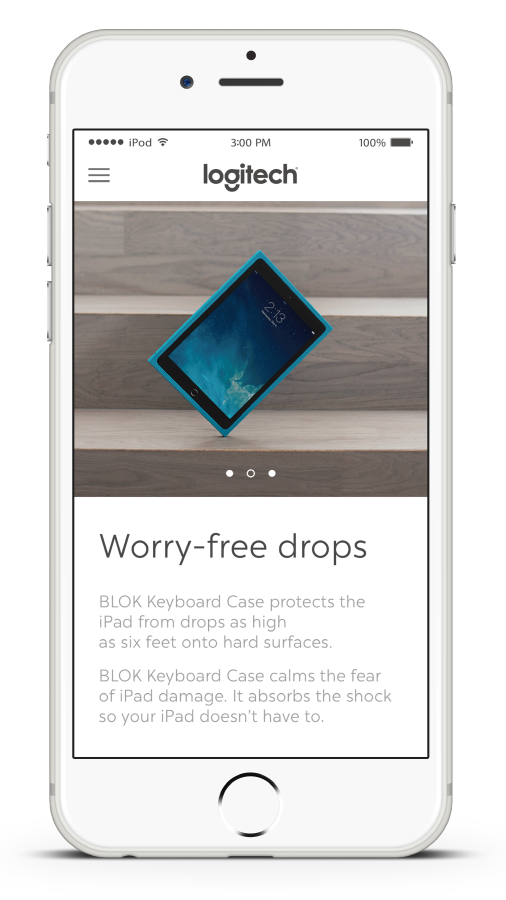 iPod 3:00 PM 100%
logitech
2:13
Worry-free drops
BLOK Keyboard Case protects the
iPad from drops as high
as six feet onto hard surfaces.
BLOK Keyboard Case calms the fear
of iPad damage. It absorbs the shock
so your iPad doesn't have to.